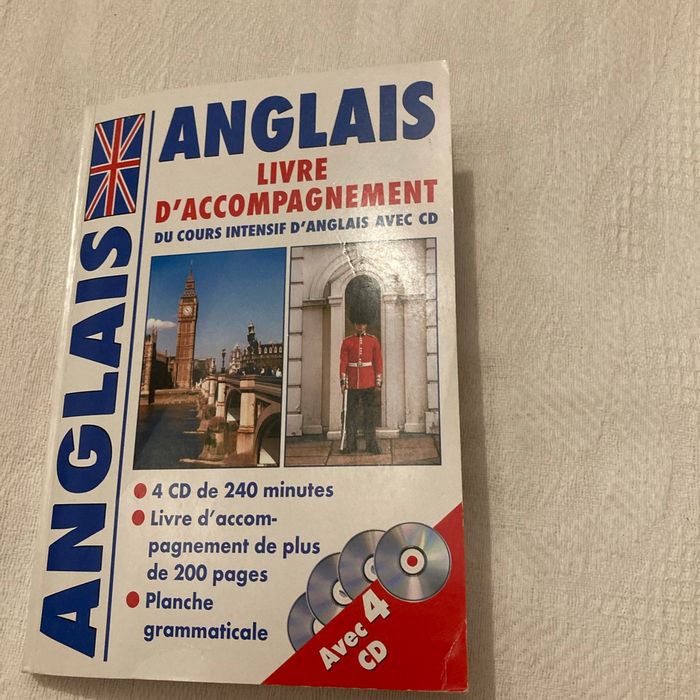 ANGLAIS
LIVRE
D'ACCOMPAGNEMENT
DU COURS INTENSIF D'ANGLAIS AVEC CD
ANGLAIS
4 CD de 240 minutes
Livre d'accom-
pagnement de plus
de 200 pages
Planche
grammaticale
Avec 4
CD